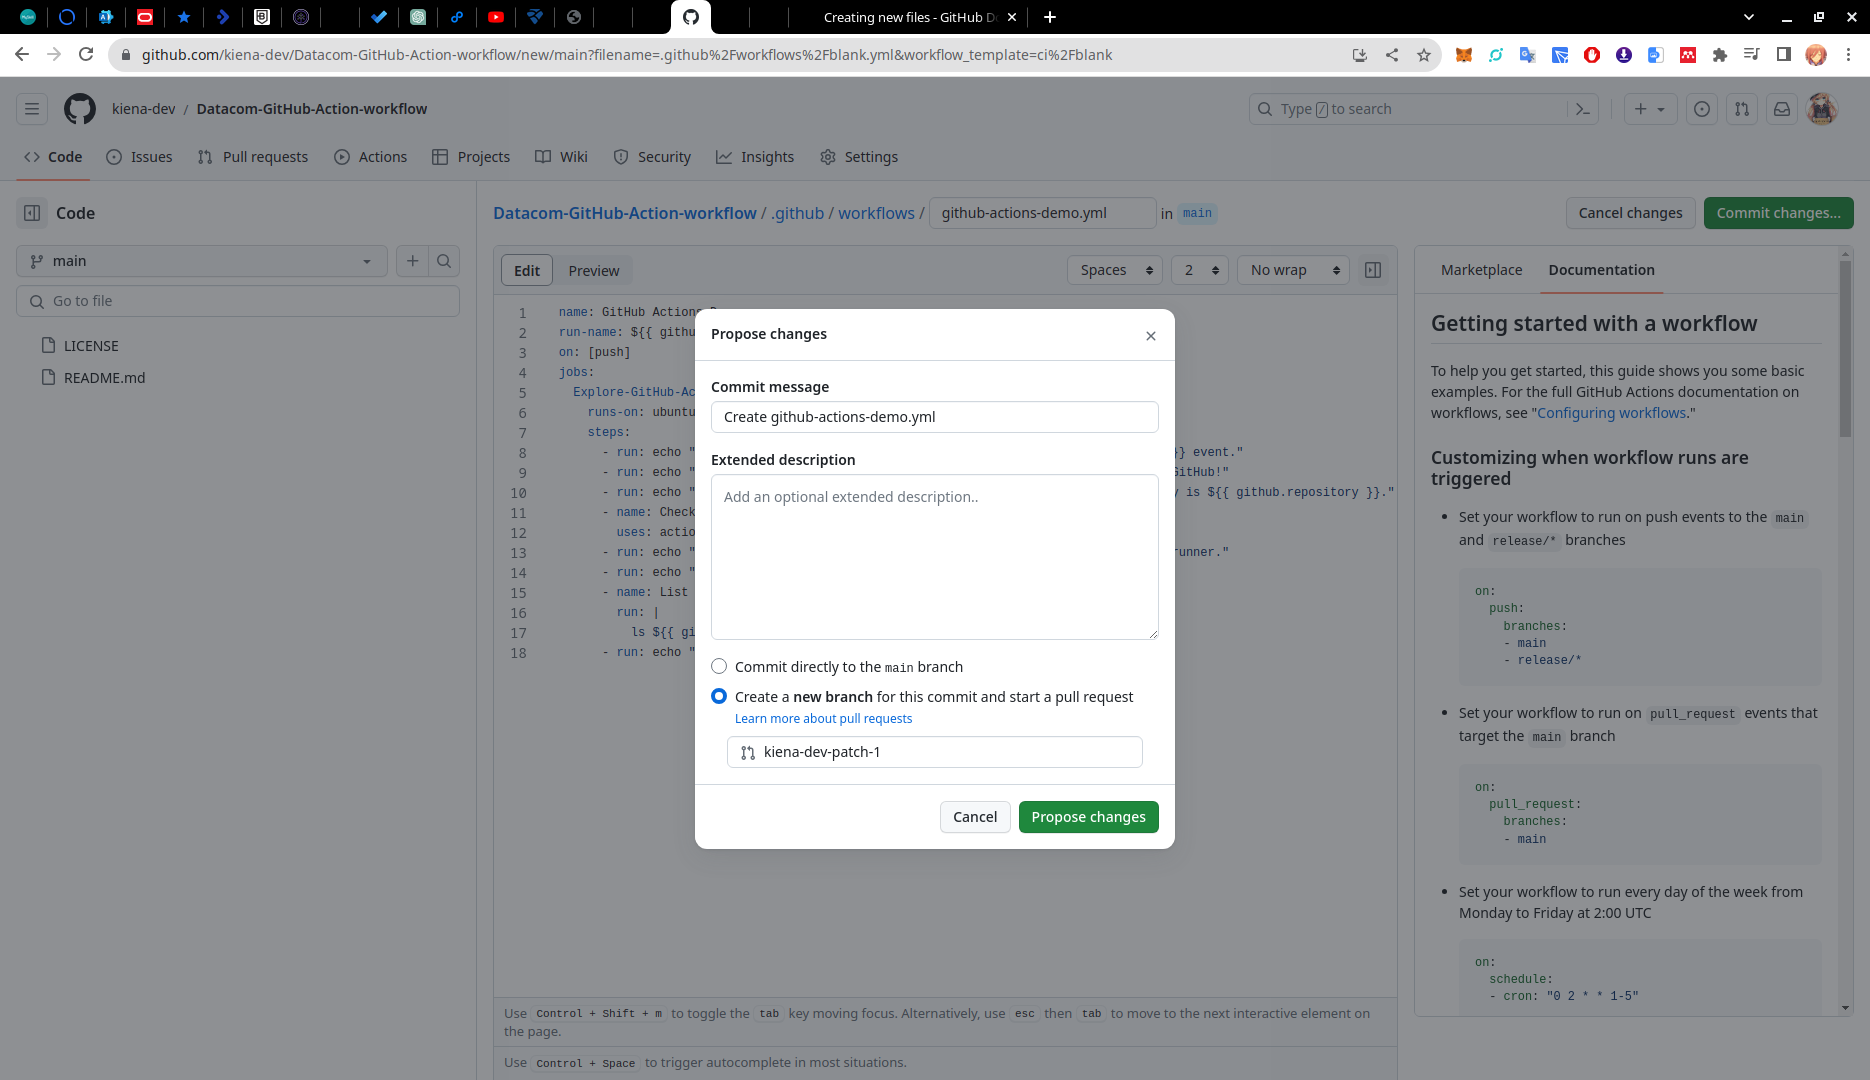 Creating new files - GitHub D
github.com/kiena-dev/Datacom-GitHub-Action-workflow/new/main?filename=.github%2Fworkflows%2Fblank.yml&workflow_template=ci%2Fblank
kiena-dev / Datacom-GitHub-Action-workflow
Type / to search
Code Issues Pull requests Actions Projects Wiki Security Insights Settings
Code
main
Go to file
LICENSE
README.md
Datacom-GitHub-Action-workflow / .github / workflows / github-actions-demo.yml in main
Cancel changes Commit changes...
Edit Preview
Spaces 2 No wrap
1 name: GitHub Actions
2 run-name: ${{ githu
3 on: [push]
4 jobs:
5 Explore-GitHub-Ac
6 runs-on: ubuntu
7 steps:
8 - run: echo " }} event."
9 - run: echo " GitHub!"
10 - run: echo " y is ${{ github.repository }}."
11 - name: Check
12 uses: actio
13 - run: echo " runner."
14 - run: echo "
15 - name: List
16 run: |
17 ls ${{ gi
18 - run: echo "
Propose changes
Commit message
Create github-actions-demo.yml
Extended description
Add an optional extended description..
Commit directly to the main branch
Create a new branch for this commit and start a pull request
Learn more about pull requests
kiena-dev-patch-1
Cancel Propose changes
Use Control + Shift + m to toggle the tab key moving focus. Alternatively, use esc then tab to move to the next interactive element on
the page.
Use Control + Space to trigger autocomplete in most situations.
Marketplace Documentation
Getting started with a workflow
To help you get started, this guide shows you some basic
examples. For the full GitHub Actions documentation on
workflows, see "Configuring workflows."
Customizing when workflow runs are
triggered
• Set your workflow to run on push events to the main
and release/* branches
on:
push:
branches:
- main
- release/*
• Set your workflow to run on pull_request events that
target the main branch
on:
pull_request:
branches:
- main
• Set your workflow to run every day of the week from
Monday to Friday at 2:00 UTC
on:
schedule:
- cron: "0 2 * * 1-5"